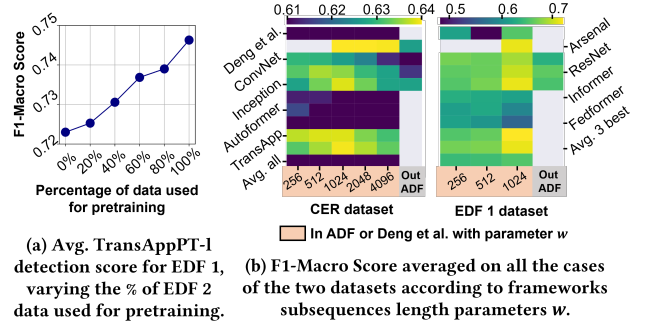 (a)
0.75
0.74
0.73
0.72
F1-Macro Score
0% 20% 40% 60% 80% 100%
Percentage of data used
for pretraining
(a) Avg. TransAppPT-l
detection score for EDF 1,
varying the % of EDF 2
data used for pretraining.
(b)
0.61 0.62 0.63 0.64
Deng et al.
ConvNet
Inception
Autoformer
TransApp
Avg. all
256 512 1024 2048 4096 Out
ADF
CER dataset
0.5 0.6 0.7
Arsenal
ResNet
Informer
Fedformer
Avg. 3 best
256 512 1024 Out
ADF
EDF 1 dataset
In ADF or Deng et al. with parameter w
(b) F1-Macro Score averaged on all the cases
of the two datasets according to frameworks
subsequences length parameters w.